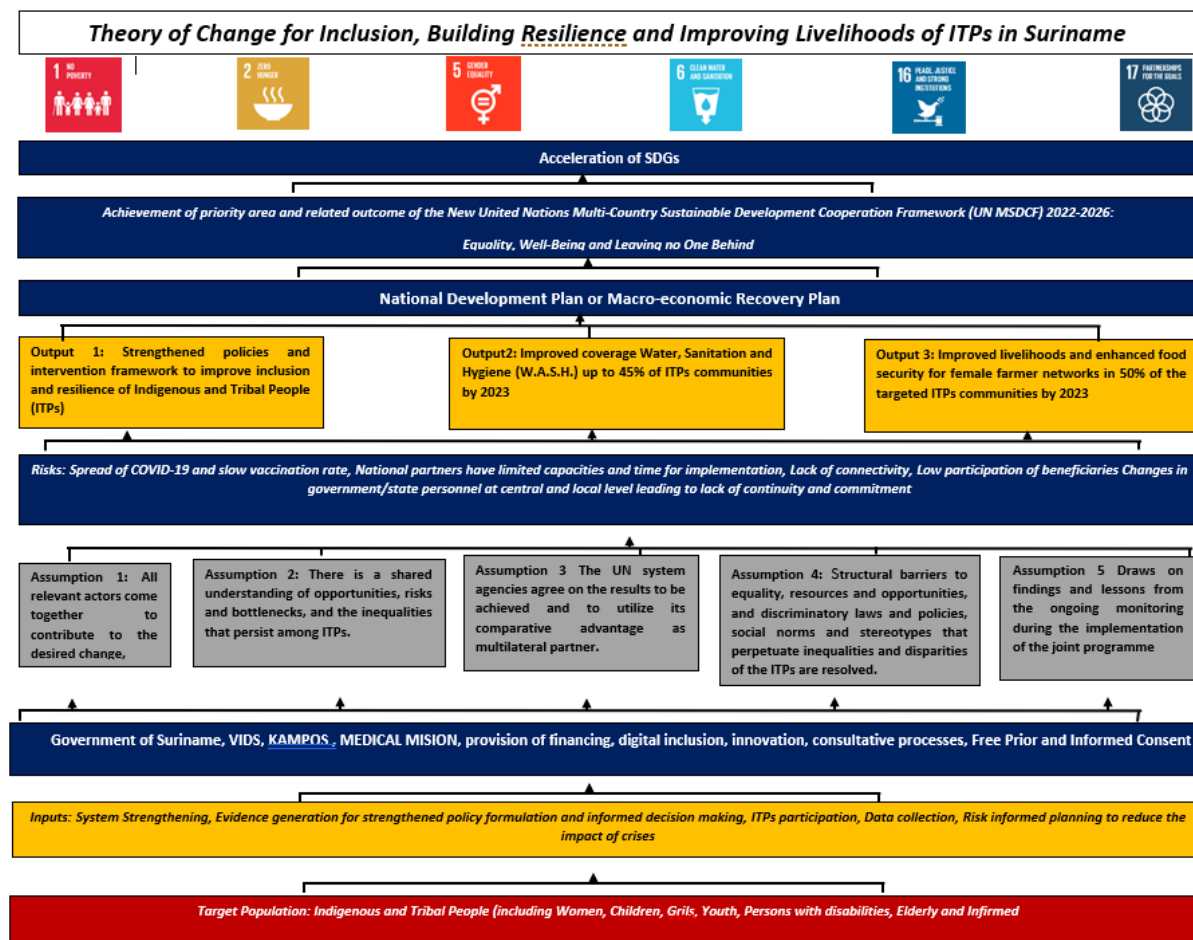 Theory of Change for Inclusion, Building Resilience and Improving Livelihoods of ITPs in Suriname
1 NO
POVERTY
2 ZERO
HUNGER
5 GENDER
EQUALITY
6 CLEAN WATER
AND SANITATION
16 PEACE, JUSTICE
AND STRONG
INSTITUTIONS
17 PARTNERSHIPS
FOR THE GOALS
Acceleration of SDGs
Achievement of priority area and related outcome of the New United Nations Multi-Country Sustainable Development Cooperation Framework (UN MSDCF) 2022-2026:
Equality, Well-Being and Leaving no One Behind
National Development Plan or Macro-economic Recovery Plan
Output 1: Strengthened policies and
intervention framework to improve inclusion
and resilience of Indigenous and Tribal People
(ITPs)
Output2: Improved coverage Water, Sanitation and
Hygiene (W.A.S.H.) up to 45% of ITPs communities
by 2023
Output 3: Improved livelihoods and enhanced food
security for female farmer networks in 50% of the
targeted ITPs communities by 2023
Risks: Spread of COVID-19 and slow vaccination rate, National partners have limited capacities and time for implementation, Lack of connectivity, Low participation of beneficiaries Changes in
government/state personnel at central and local level leading to lack of continuity and commitment
Assumption 1: All
relevant actors come
together to
contribute to the
desired change,
Assumption 2: There is a shared
understanding of opportunities, risks
and bottlenecks, and the inequalities
that persist among ITPs.
Assumption 3 The UN system
agencies agree on the results to be
achieved and to utilize its
comparative advantage as
multilateral partner.
Assumption 4: Structural barriers to
equality, resources and opportunities,
and discriminatory laws and policies,
social norms and stereotypes that
perpetuate inequalities and disparities
of the ITPs are resolved.
Assumption 5 Draws on
findings and lessons from
the ongoing monitoring
during the implementation
of the joint programme
Government of Suriname, VIDS, KAMPOS , MEDICAL MISION, provision of financing, digital inclusion, innovation, consultative processes, Free Prior and Informed Consent
Inputs: System Strengthening, Evidence generation for strengthened policy formulation and informed decision making, ITPs participation, Data collection, Risk informed planning to reduce the
impact of crises
Target Population: Indigenous and Tribal People (including Women, Children, Grils, Youth, Persons with disabilities, Elderly and Infirmed